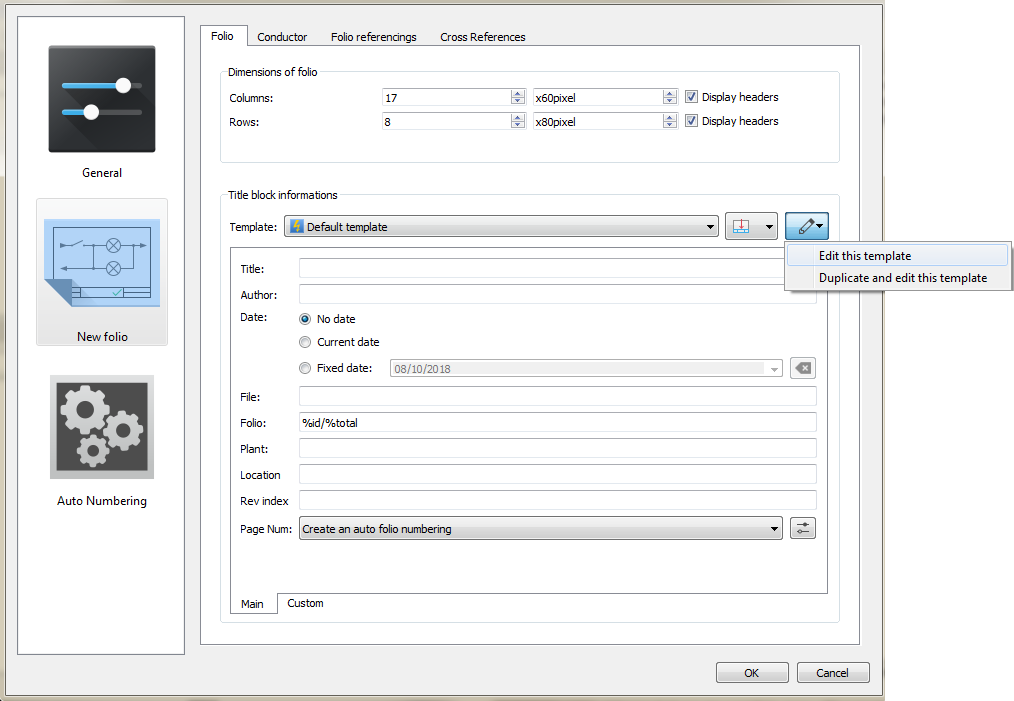 General
New folio
Auto Numbering
Folio Conductor Folio referencings Cross References
Dimensions of folio
Columns: 17 x60pixel Display headers
Rows: 8 x80pixel Display headers
Title block informations
Template: Default template
Edit this template
Duplicate and edit this template
Title:
Author:
Date: No date
Current date
Fixed date: 08/10/2018
File:
Folio: %id/%total
Plant:
Location
Rev index
Page Num: Create an auto folio numbering
Main Custom
OK Cancel